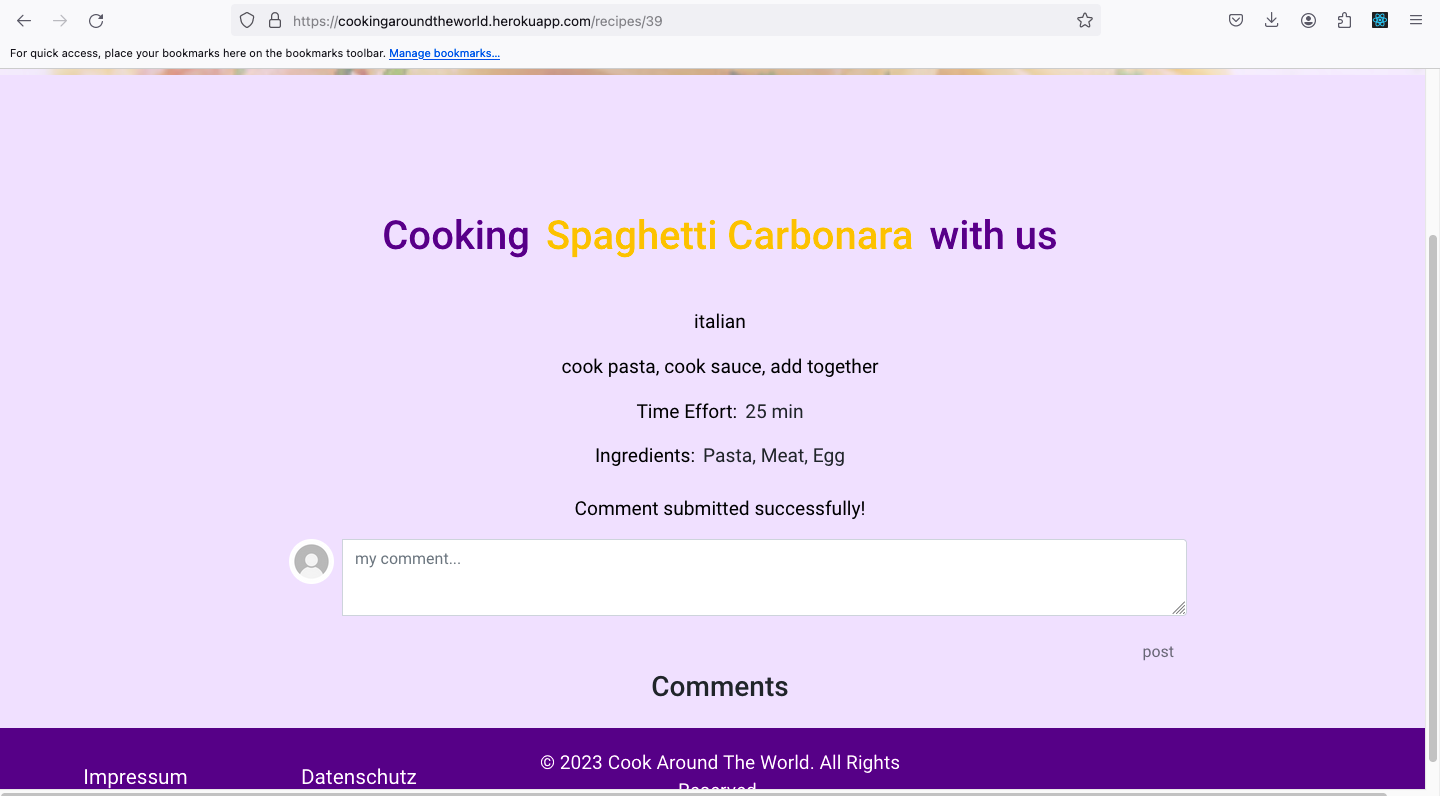 https://cookingaroundtheworld.herokuapp.com/recipes/39
For quick access, place your bookmarks here on the bookmarks toolbar. Manage bookmarks...
Cooking Spaghetti Carbonara with us
italian
cook pasta, cook sauce, add together
Time Effort: 25 min
Ingredients: Pasta, Meat, Egg
Comment submitted successfully!
my comment...
post
Comments
© 2023 Cook Around The World. All Rights
Impressum Datenschutz
Reserved